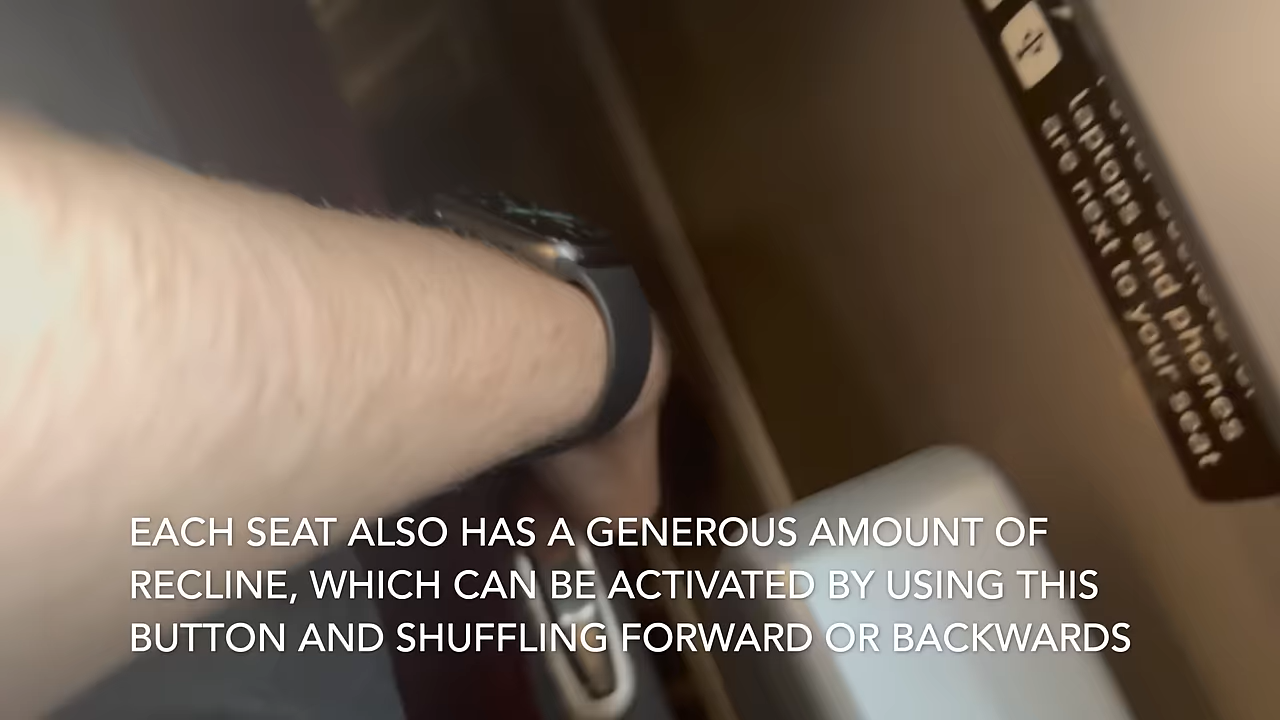 laptops and phones
are next to your seat
EACH SEAT ALSO HAS A GENEROUS AMOUNT OF
RECLINE, WHICH CAN BE ACTIVATED BY USING THIS
BUTTON AND SHUFFLING FORWARD OR BACKWARDS